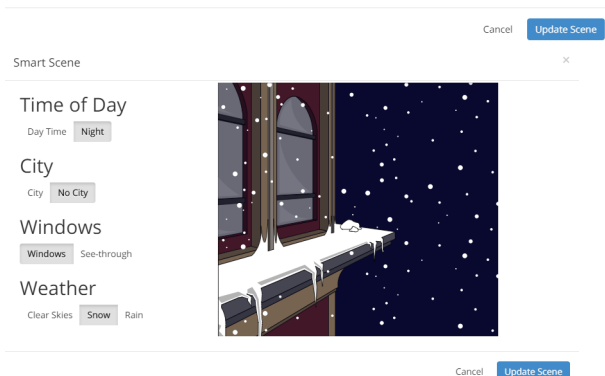 Cancel Update Scene
Smart Scene ×
Time of Day
Day Time Night
City
City No City
Windows
Windows See-through
Weather
Clear Skies Snow Rain
Cancel Update Scene